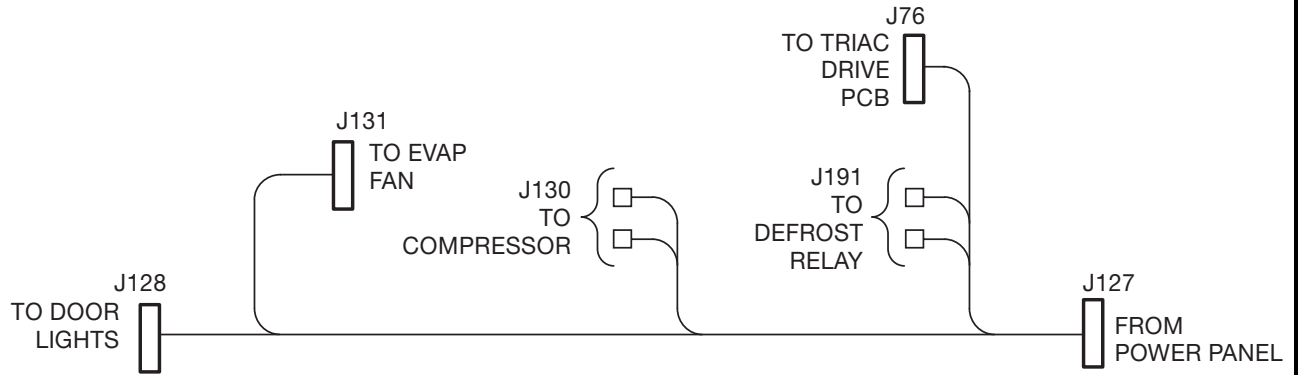 J76
TO TRIAC
DRIVE
PCB
J131
TO EVAP
FAN
J130
TO
COMPRESSOR
J191
TO
DEFROST
RELAY
J128
TO DOOR
LIGHTS
J127
FROM
POWER PANEL